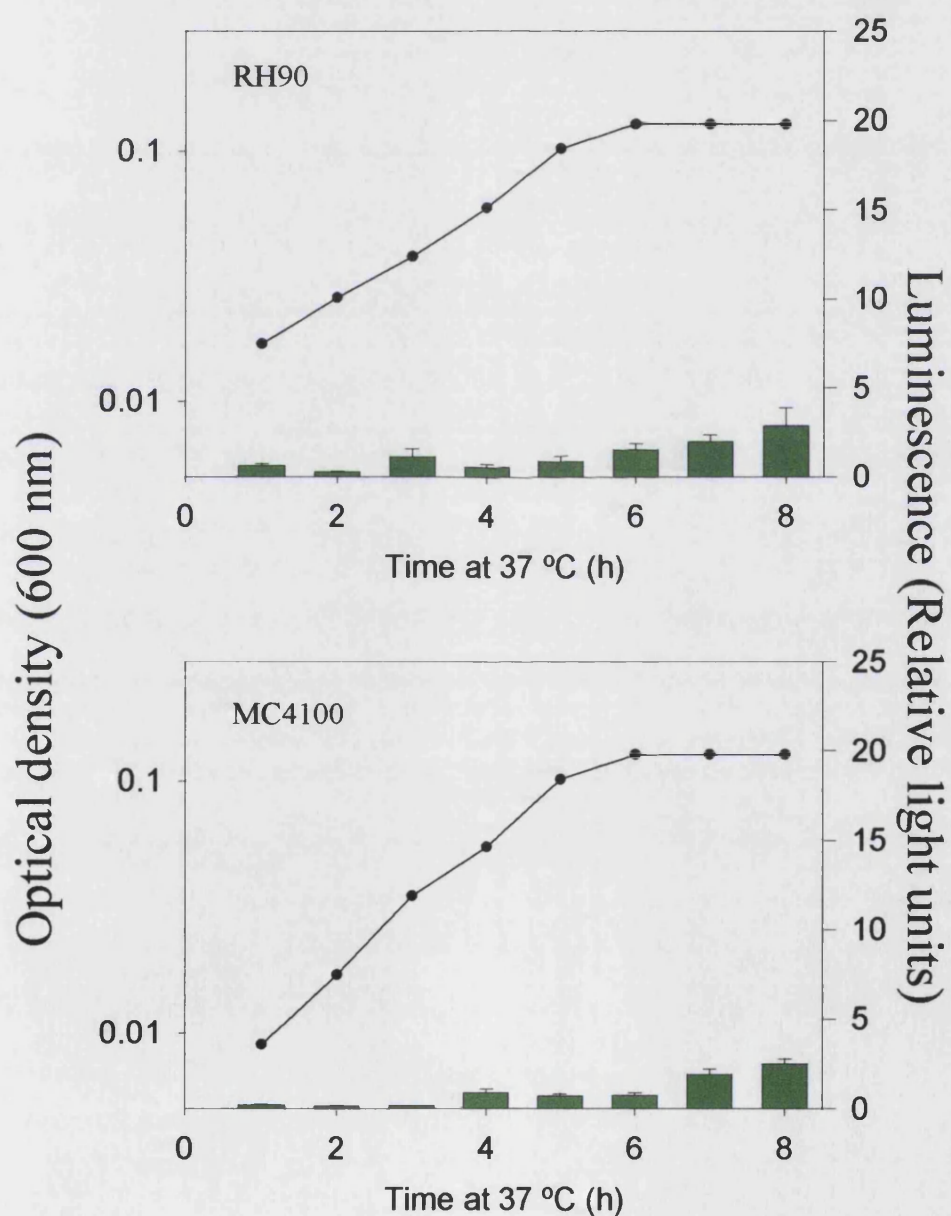 Optical density (600 nm)
RH90
0.1
0.01
25
20
15
10
5
0
0 2 4 6 8
Time at 37 ºC (h)
MC4100
0.1
0.01
25
20
15
10
5
0
0 2 4 6 8
Time at 37 ºC (h)
Luminescence (Relative light units)